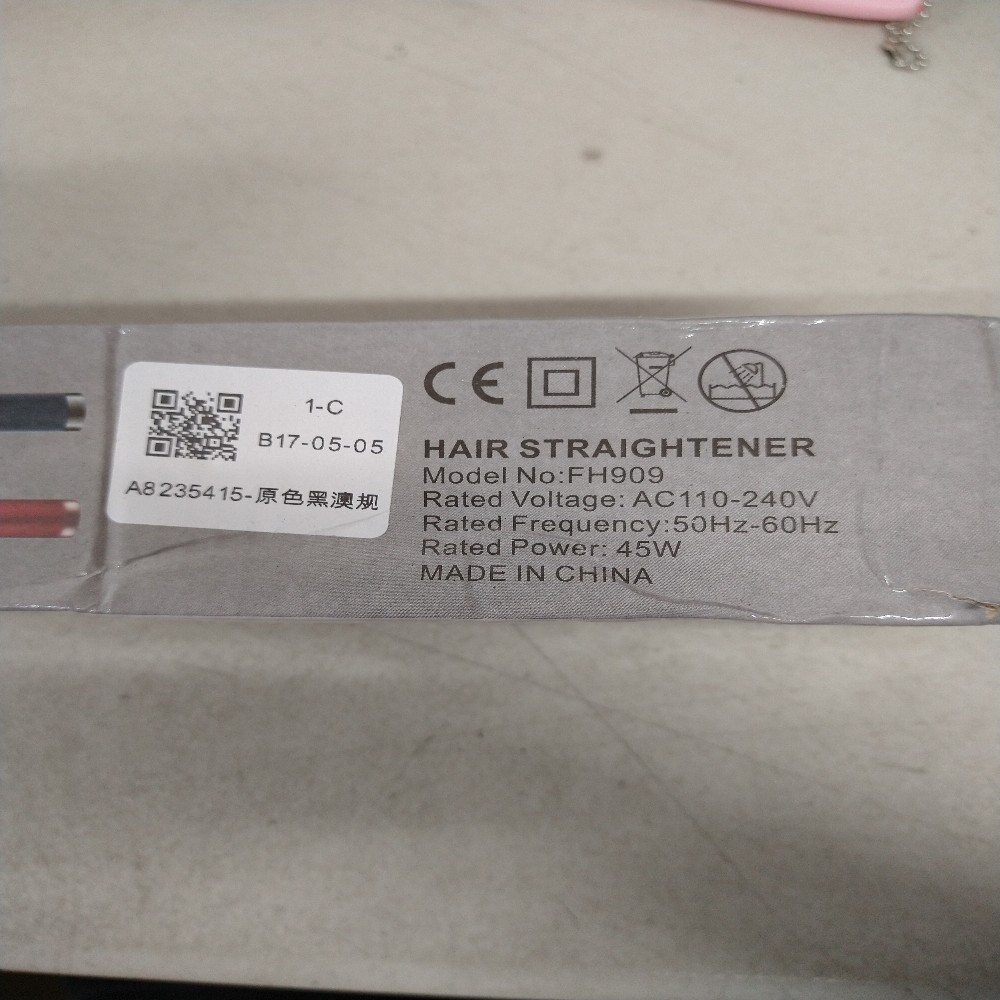 1-C
B17-05-05
A8235415-原色黑澳规
CE
HAIR STRAIGHTENER
Model No:FH909
Rated Voltage: AC110-240V
Rated Frequency:50Hz-60Hz
Rated Power: 45W
MADE IN CHINA